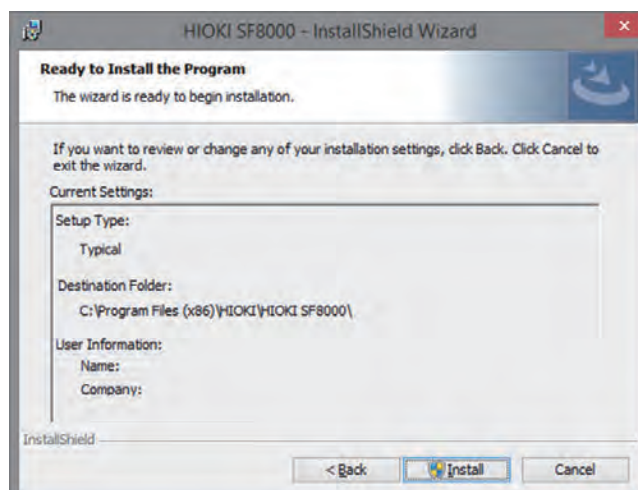 HIOKI SF8000 - InstallShield Wizard
Ready to Install the Program
The wizard is ready to begin installation.
If you want to review or change any of your installation settings, click Back. Click Cancel to
exit the wizard.
Current Settings:
Setup Type:
Typical
Destination Folder:
C:\Program Files (x86)\HIOKI\HIOKI SF8000\
User Information:
Name:
Company:
InstallShield
< Back
Install
Cancel